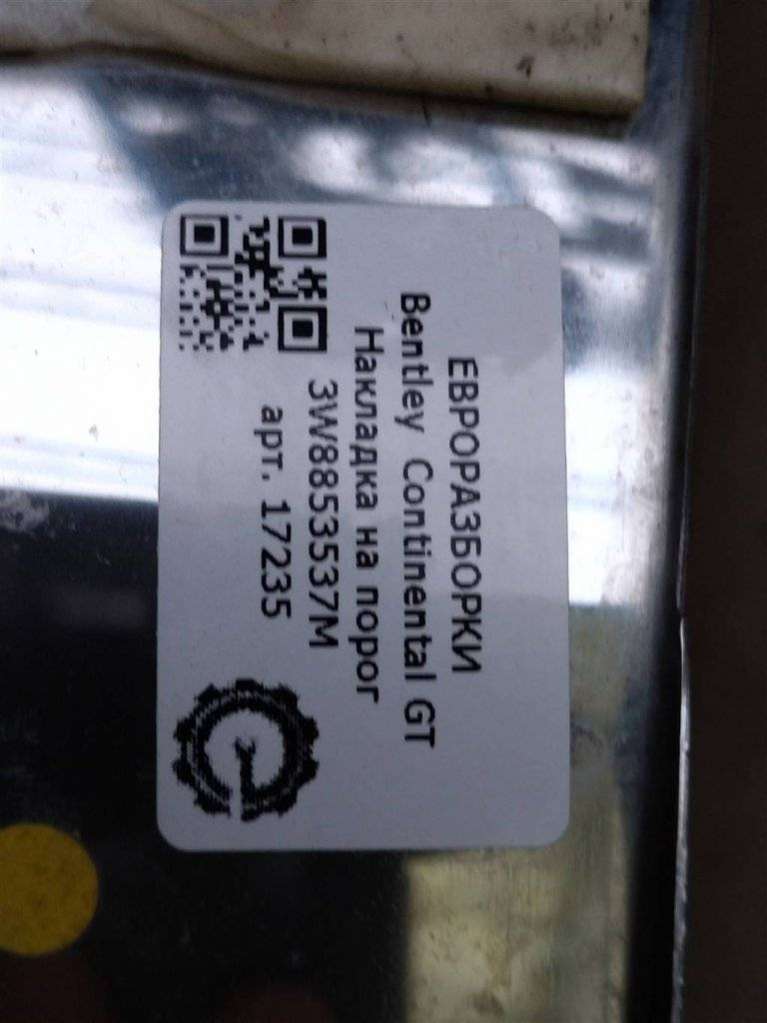 ЕВРОРАЗБОРКИ
Bentley Continental GT
Накладка на порог
3W8853537M
арт. 17235